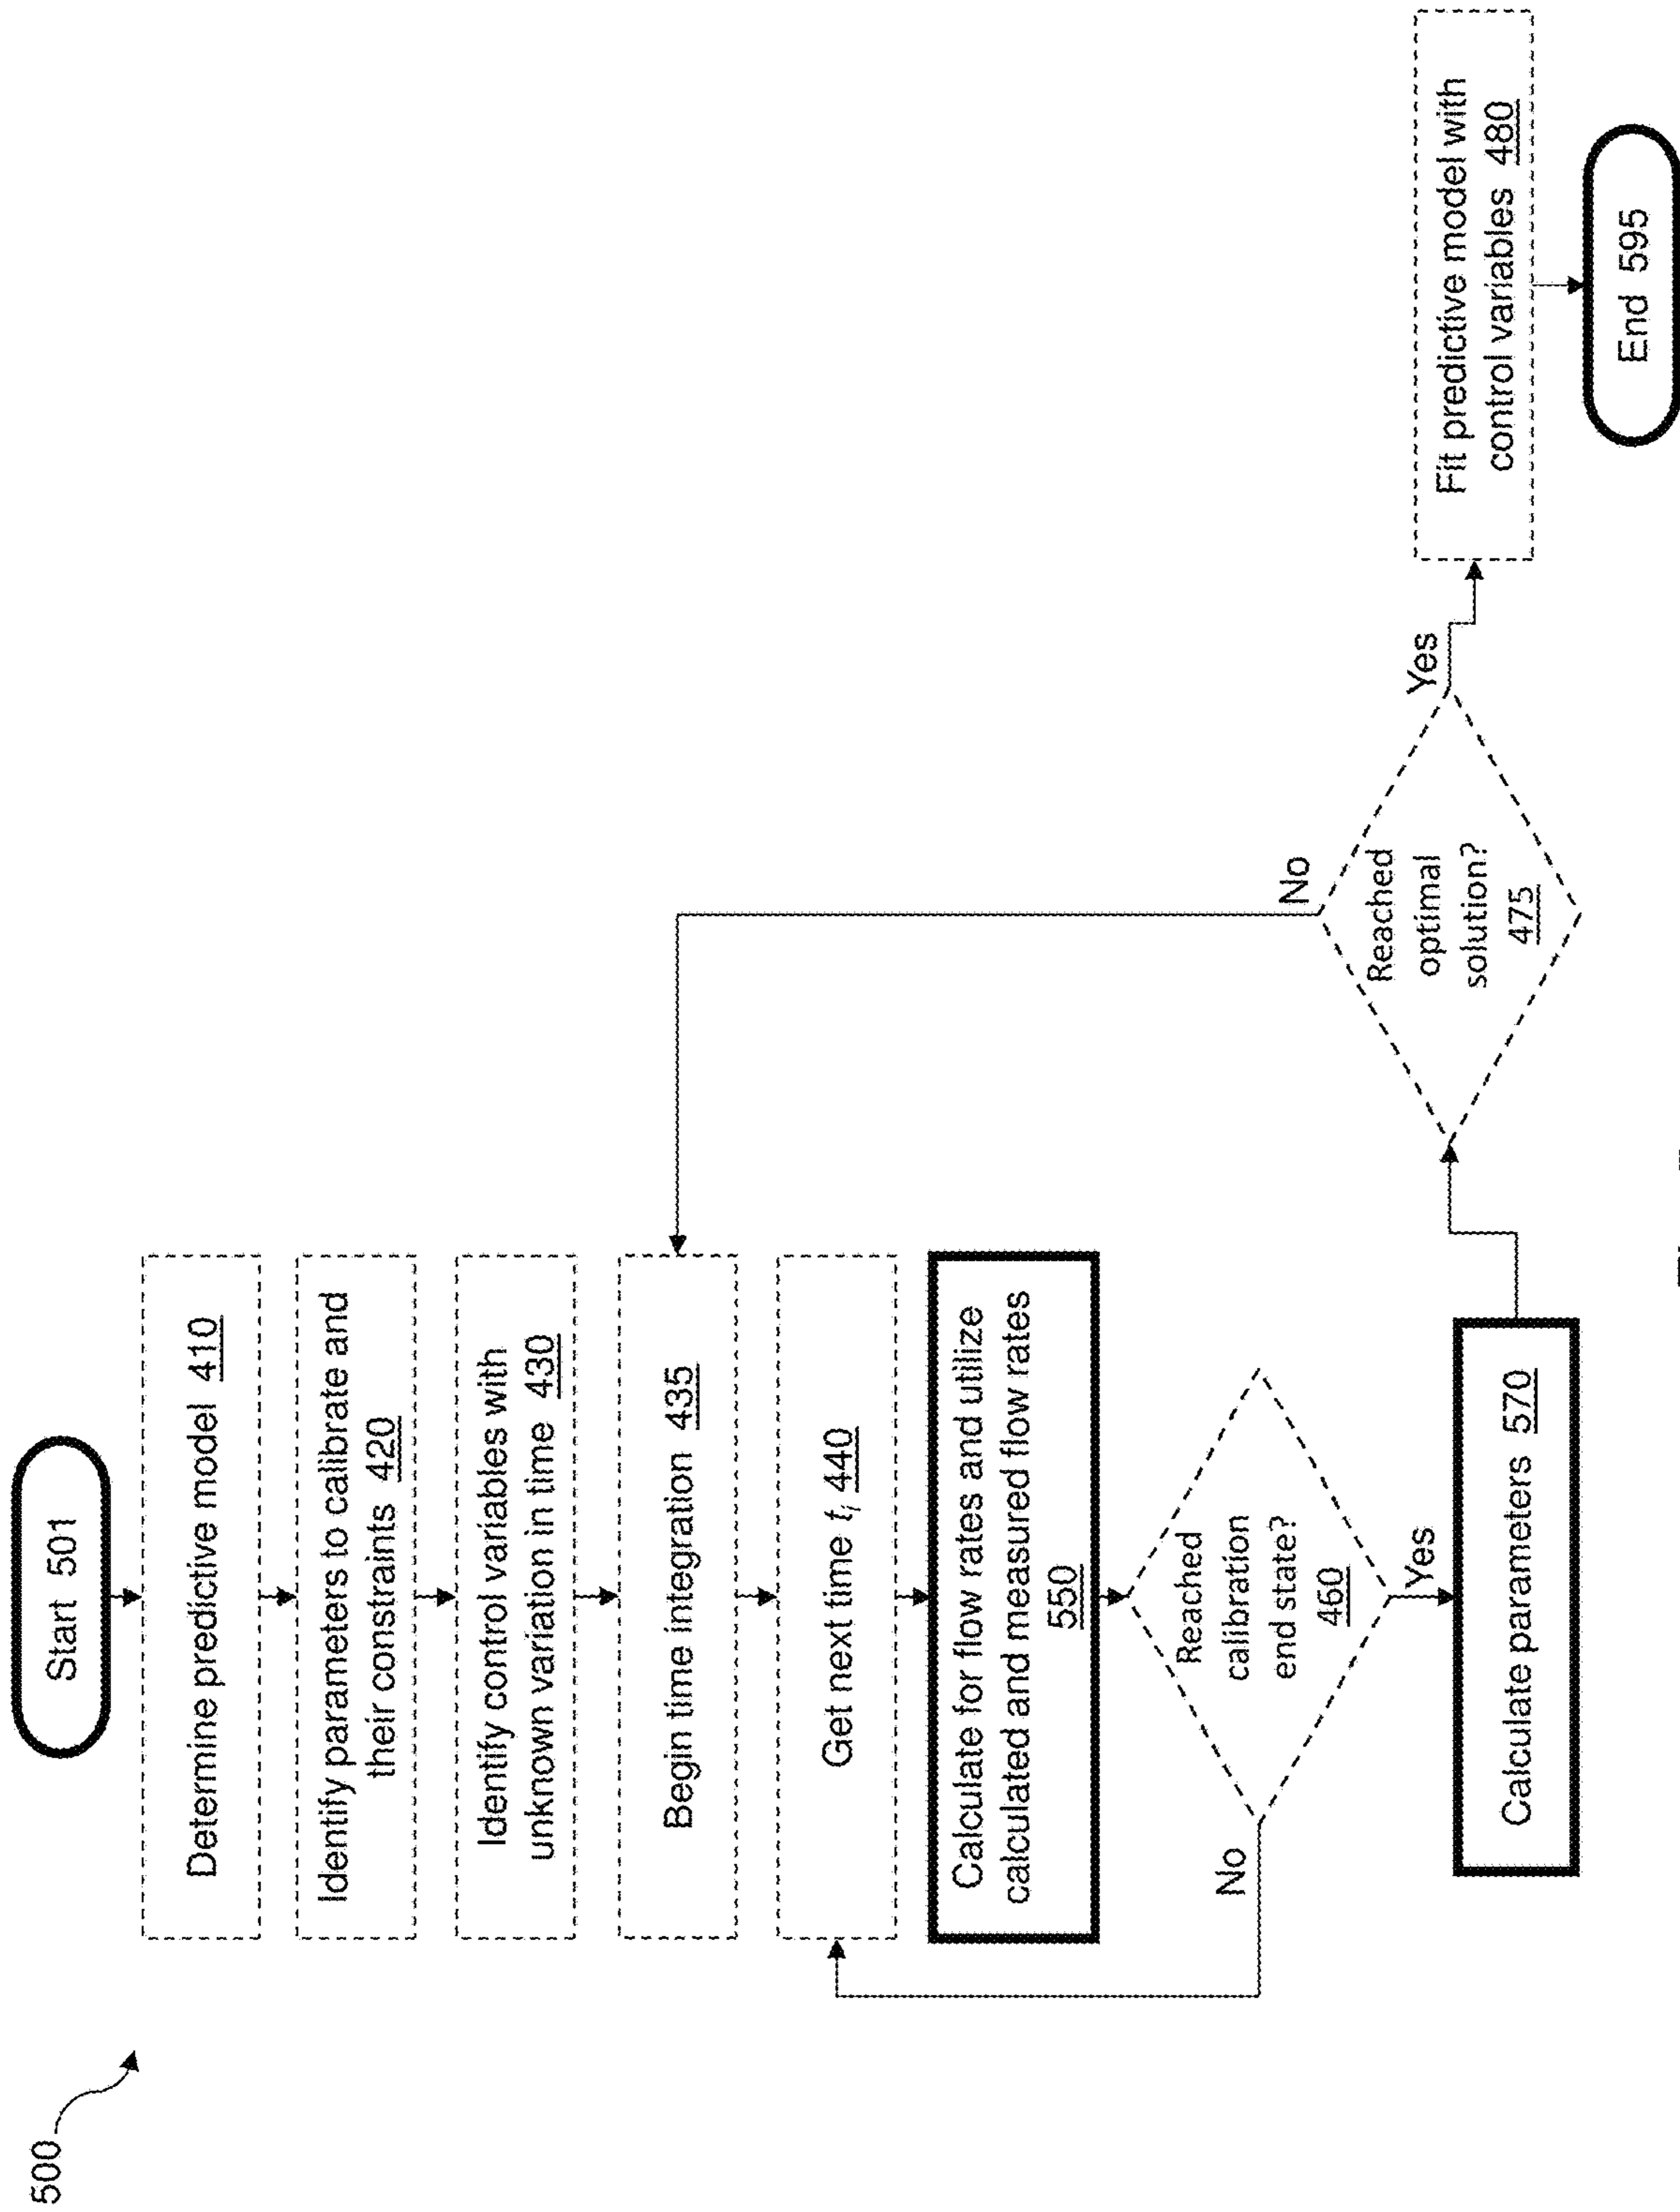 500
Start 501
Determine predictive model 410
Identify parameters to calibrate and
their constraints 420
Identify control variables with
unknown variation in time 430
Begin time integration 435
Get next time tᵢ 440
Calculate for flow rates and utilize
calculated and measured flow rates
550
Reached
calibration
end state?
460
No
Yes
Calculate parameters 570
Reached
optimal
solution?
475
No
Yes
Fit predictive model with
control variables 480
End 595